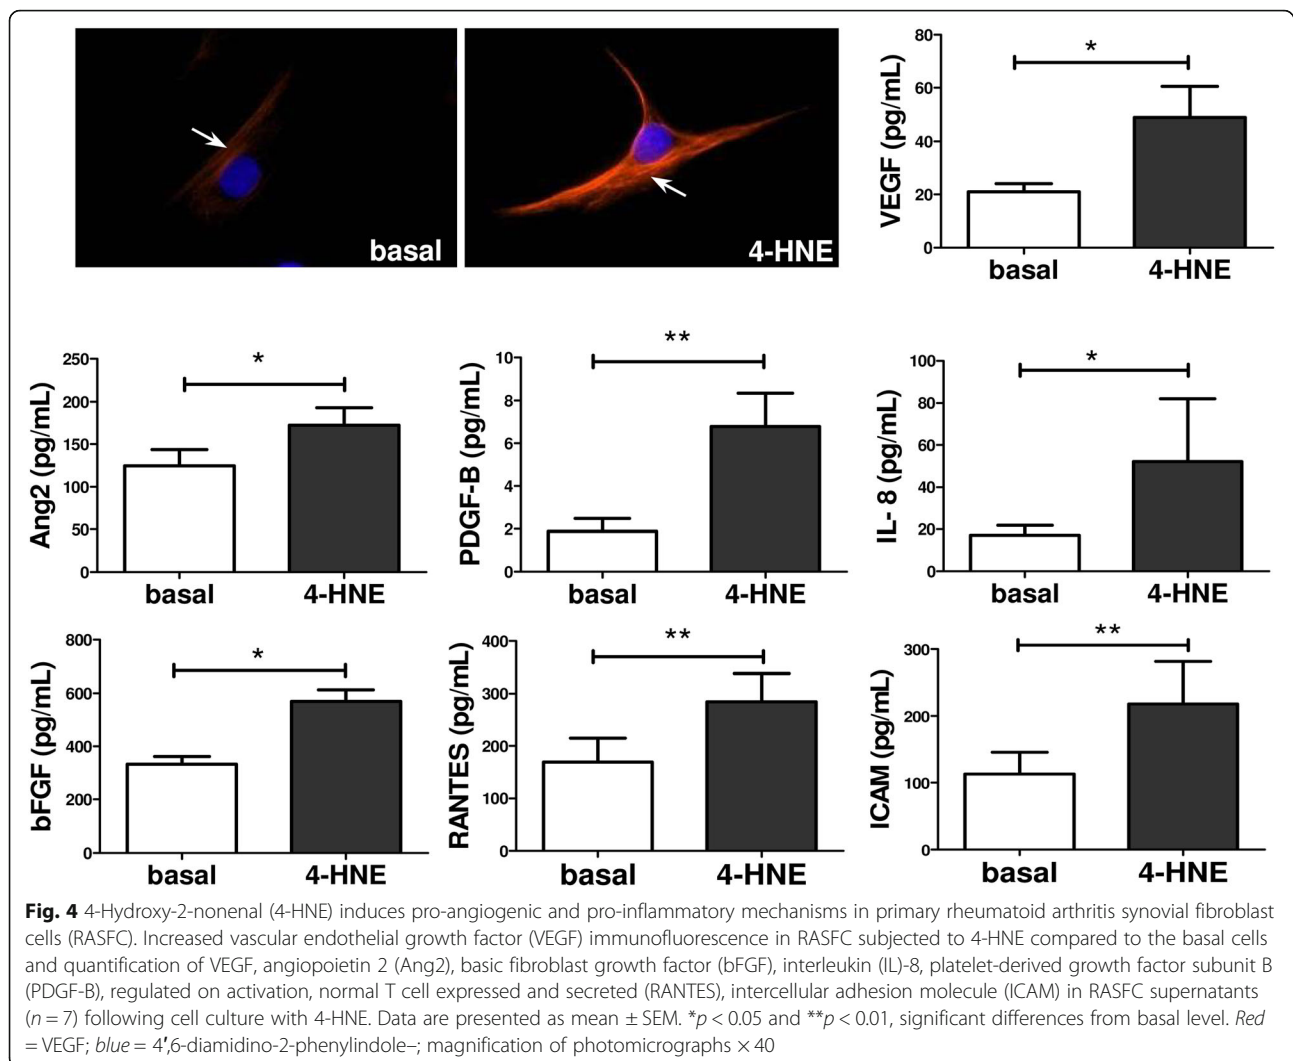 basal
4-HNE
VEGF (pg/mL)
80
60
40
20
0
*
basal 4-HNE
Ang2 (pg/mL)
250
200
150
100
50
0
*
basal 4-HNE
PDGF-B (pg/mL)
10
8
6
4
2
0
**
basal 4-HNE
IL- 8 (pg/mL)
100
80
60
40
20
0
*
basal 4-HNE
bFGF (pg/mL)
800
600
400
200
0
*
basal 4-HNE
RANTES (pg/mL)
400
300
200
100
0
**
basal 4-HNE
ICAM (pg/mL)
300
200
100
0
**
basal 4-HNE
Fig. 4 4-Hydroxy-2-nonenal (4-HNE) induces pro-angiogenic and pro-inflammatory mechanisms in primary rheumatoid arthritis synovial fibroblast
cells (RASFC). Increased vascular endothelial growth factor (VEGF) immunofluorescence in RASFC subjected to 4-HNE compared to the basal cells
and quantification of VEGF, angiopoietin 2 (Ang2), basic fibroblast growth factor (bFGF), interleukin (IL)-8, platelet-derived growth factor subunit B
(PDGF-B), regulated on activation, normal T cell expressed and secreted (RANTES), intercellular adhesion molecule (ICAM) in RASFC supernatants
(n = 7) following cell culture with 4-HNE. Data are presented as mean ± SEM. *p < 0.05 and **p < 0.01, significant differences from basal level. Red
= VEGF; blue = 4′,6-diamidino-2-phenylindole–; magnification of photomicrographs × 40